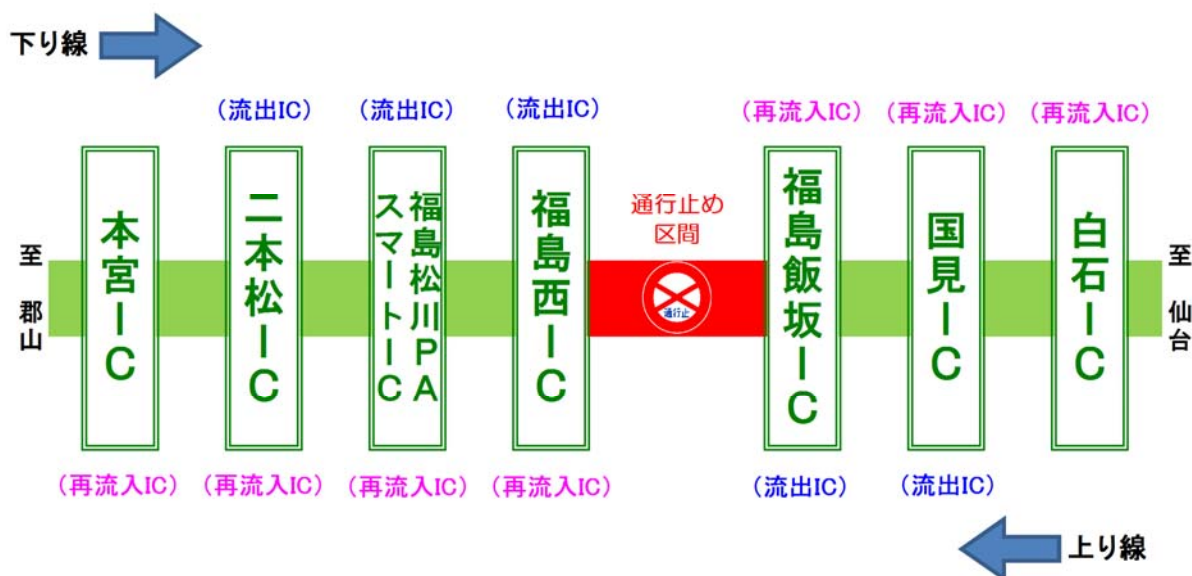 下り線
(流出IC)
(流出IC)
(流出IC)
(再流入IC)
(再流入IC)
(再流入IC)
至 郡山
本宮IC
二本松IC
福島松川PA
スマートIC
福島西IC
通行止め
区間
通行止
福島飯坂IC
国見IC
白石IC
至 仙台
(再流入IC)
(再流入IC)
(再流入IC)
(再流入IC)
(流出IC)
(流出IC)
上り線